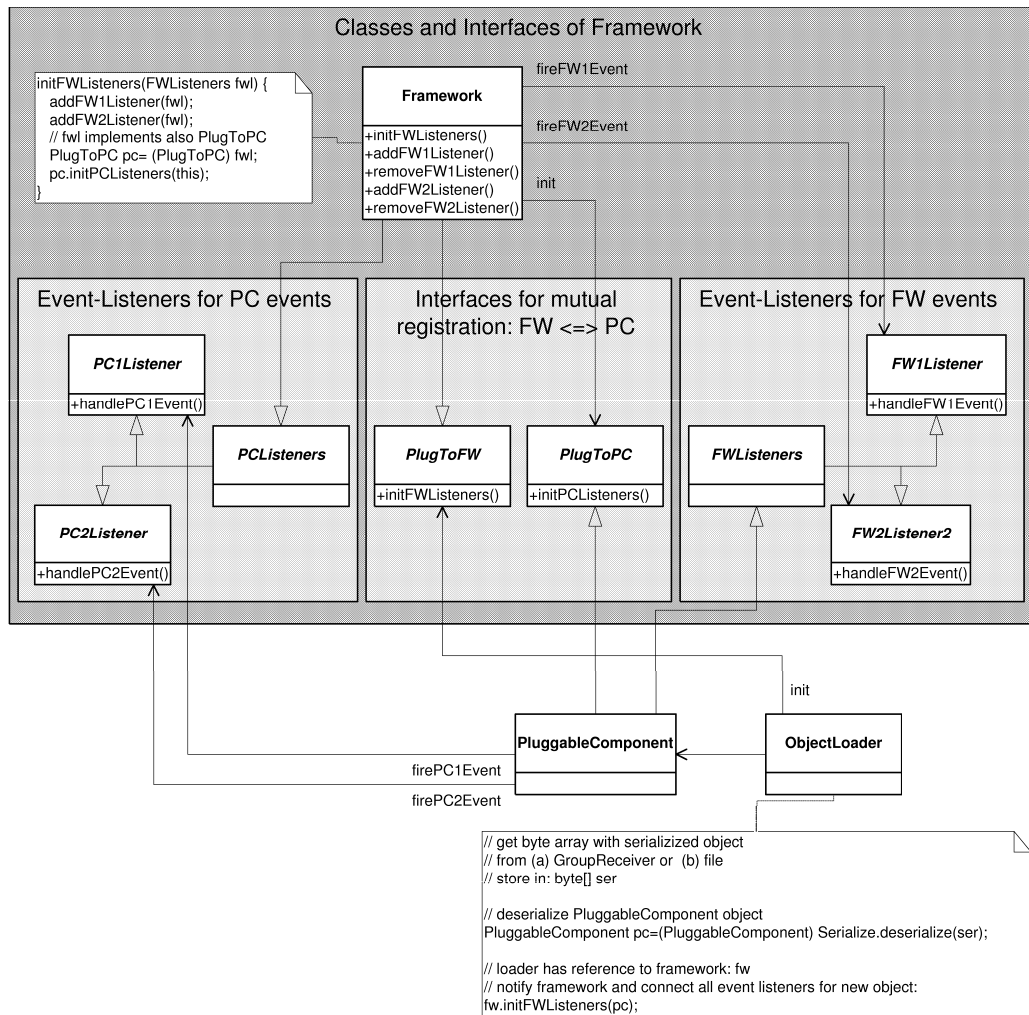 Classes and Interfaces of Framework
initFWListeners(FWListeners fwl) {
addFW1Listener(fwl);
addFW2Listener(fwl);
// fwl implements also PlugToPC
PlugToPC pc= (PlugToPC) fwl;
pc.initPCListeners(this);
}
Framework
+initFWListeners()
+addFW1Listener()
+removeFW1Listener()
+addFW2Listener()
+removeFW2Listener()
fireFW1Event
fireFW2Event
init
Event-Listeners for PC events
PC1Listener
+handlePC1Event()
PCListeners
PC2Listener
+handlePC2Event()
Interfaces for mutual
registration: FW <=> PC
PlugToFW
+initFWListeners()
PlugToPC
+initPCListeners()
Event-Listeners for FW events
FW1Listener
+handleFW1Event()
FWListeners
FW2Listener2
+handleFW2Event()
init
PluggableComponent
ObjectLoader
firePC1Event
firePC2Event
// get byte array with serializized object
// from (a) GroupReceiver or (b) file
// store in: byte[] ser
// deserialize PluggableComponent object
PluggableComponent pc=(PluggableComponent) Serialize.deserialize(ser);
// loader has reference to framework: fw
// notify framework and connect all event listeners for new object:
fw.initFWListeners(pc);